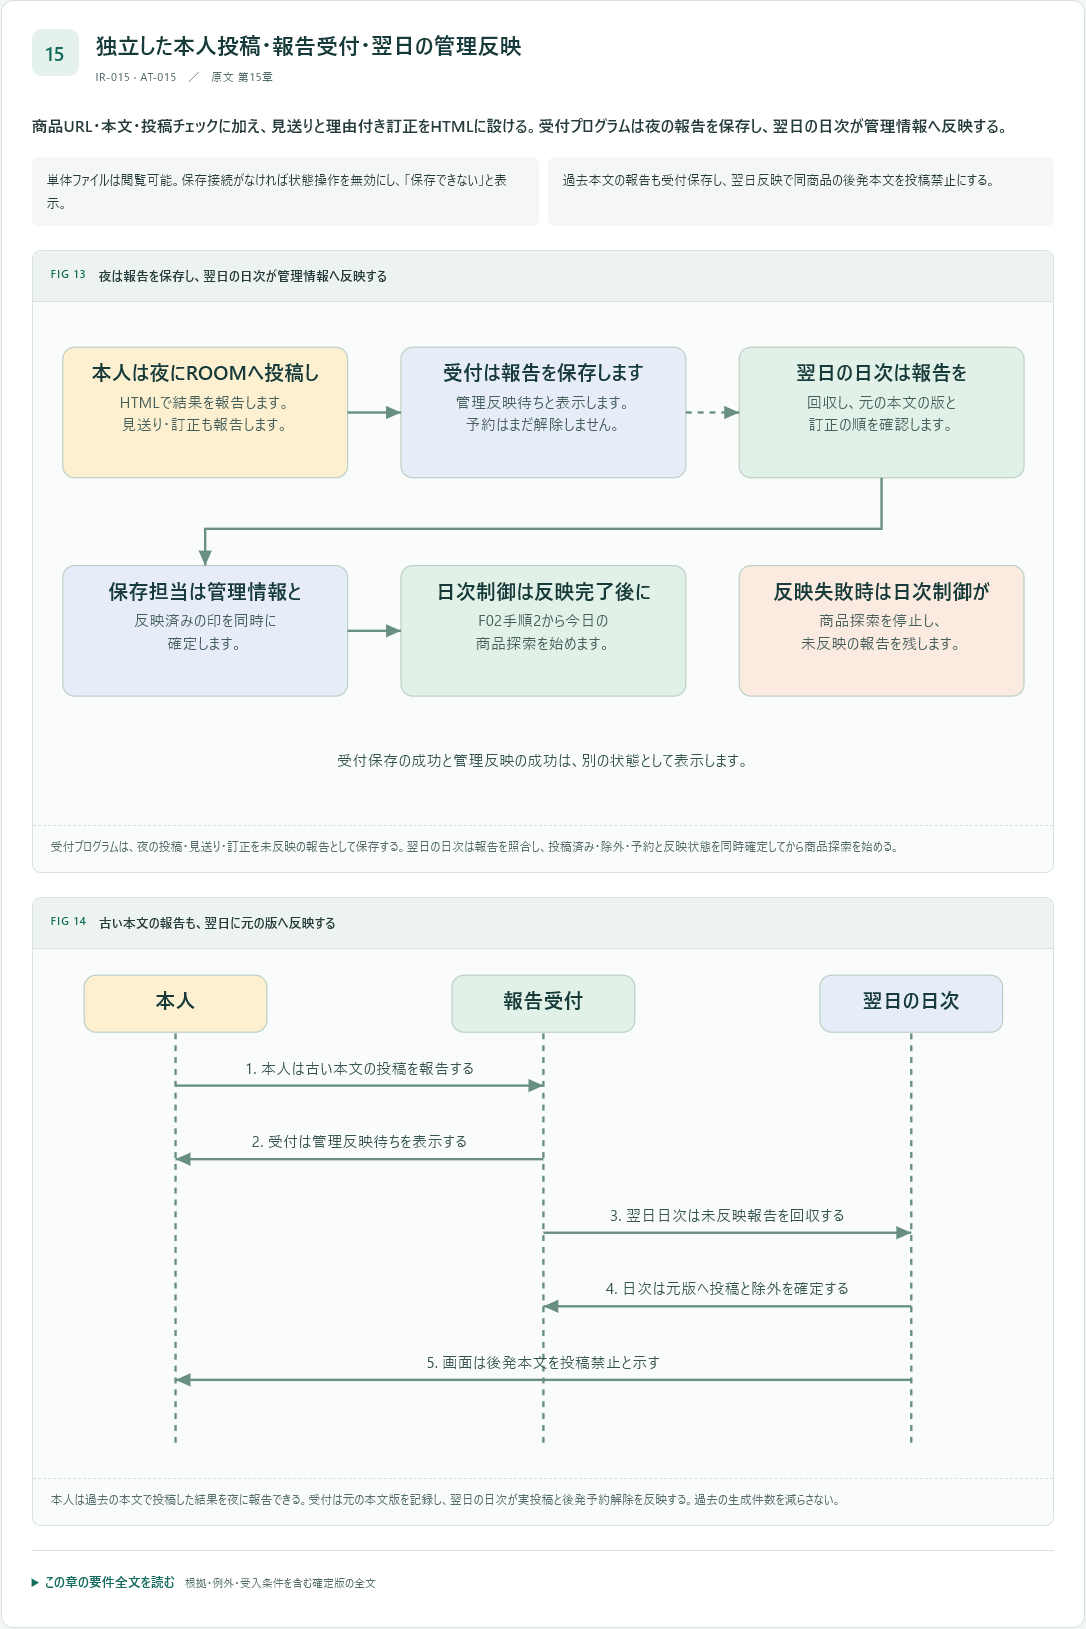 15
独立した本人投稿・報告受付・翌日の管理反映
IR-015・AT-015 ／ 原文 第15章
商品URL・本文・投稿チェックに加え、見送りと理由付き訂正をHTMLに設ける。受付プログラムは夜の報告を保存し、翌日の日次が管理情報へ反映する。
単体ファイルは閲覧可能。保存接続がなければ状態操作を無効にし、「保存できない」と表
示。
過去本文の報告も受付保存し、翌日反映で同商品の後発本文を投稿禁止にする。
FIG 13 夜は報告を保存し、翌日の日次が管理情報へ反映する
本人は夜にROOMへ投稿し
HTMLで結果を報告します。
見送り・訂正も報告します。
受付は報告を保存します
管理反映待ちと表示します。
予約はまだ解除しません。
翌日の日次は報告を
回収し、元の本文の版と
訂正の順を確認します。
保存担当は管理情報と
反映済みの印を同時に
確定します。
日次制御は反映完了後に
F02手順2から今日の
商品探索を始めます。
反映失敗時は日次制御が
商品探索を停止し、
未反映の報告を残します。
受付保存の成功と管理反映の成功は、別の状態として表示します。
受付プログラムは、夜の投稿・見送り・訂正を未反映の報告として保存する。翌日の日次は報告を照合し、投稿済み・除外・予約と反映状態を同時確定してから商品探索を始める。
FIG 14 古い本文の報告も、翌日に元の版へ反映する
本人
報告受付
翌日の日次
1. 本人は古い本文の投稿を報告する
2. 受付は管理反映待ちを表示する
3. 翌日日次は未反映報告を回収する
4. 日次は元版へ投稿と除外を確定する
5. 画面は後発本文を投稿禁止と示す
本人は過去の本文で投稿した結果を夜に報告できる。受付は元の本文版を記録し、翌日の日次が実投稿と後発予約解除を反映する。過去の生成件数を減らさない。
▶ この章の要件全文を読む 根拠・例外・受入条件を含む確定版の全文